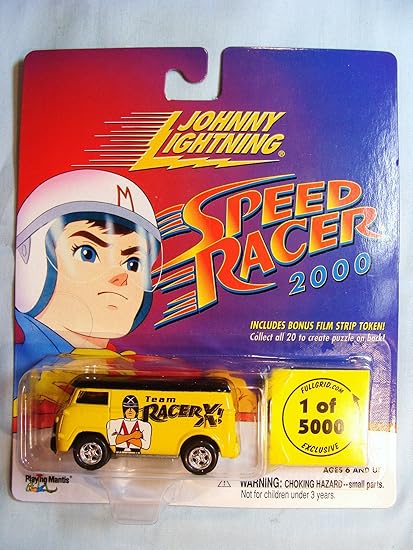 JOHNNY
LIGHTNING®
M
SPEED
RACER
2000
INCLUDES BONUS FILM STRIP TOKEN!
Collect all 20 to create puzzle on back!
Team
RACER X!
FULLGRID.COM
1 of
5000
EXCLUSIVE
AGES 6 AND UP
Playing Mantis
WARNING: CHOKING HAZARD--small parts.
Not for children under 3 years.